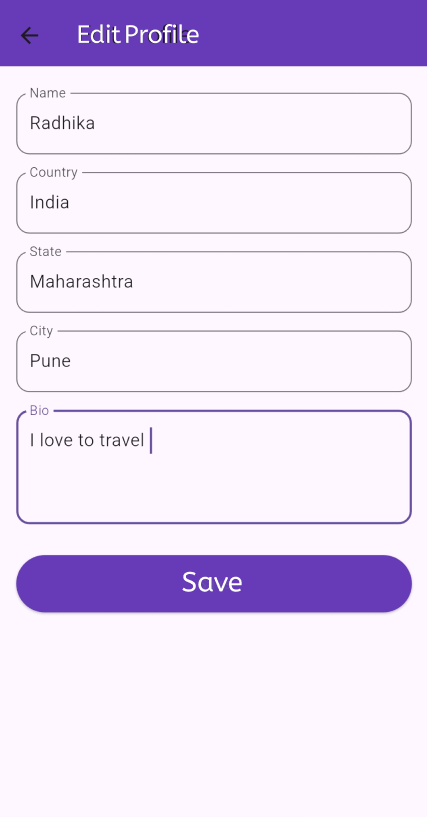 Edit Profile
Name
Radhika
Country
India
State
Maharashtra
City
Pune
Bio
I love to travel
Save